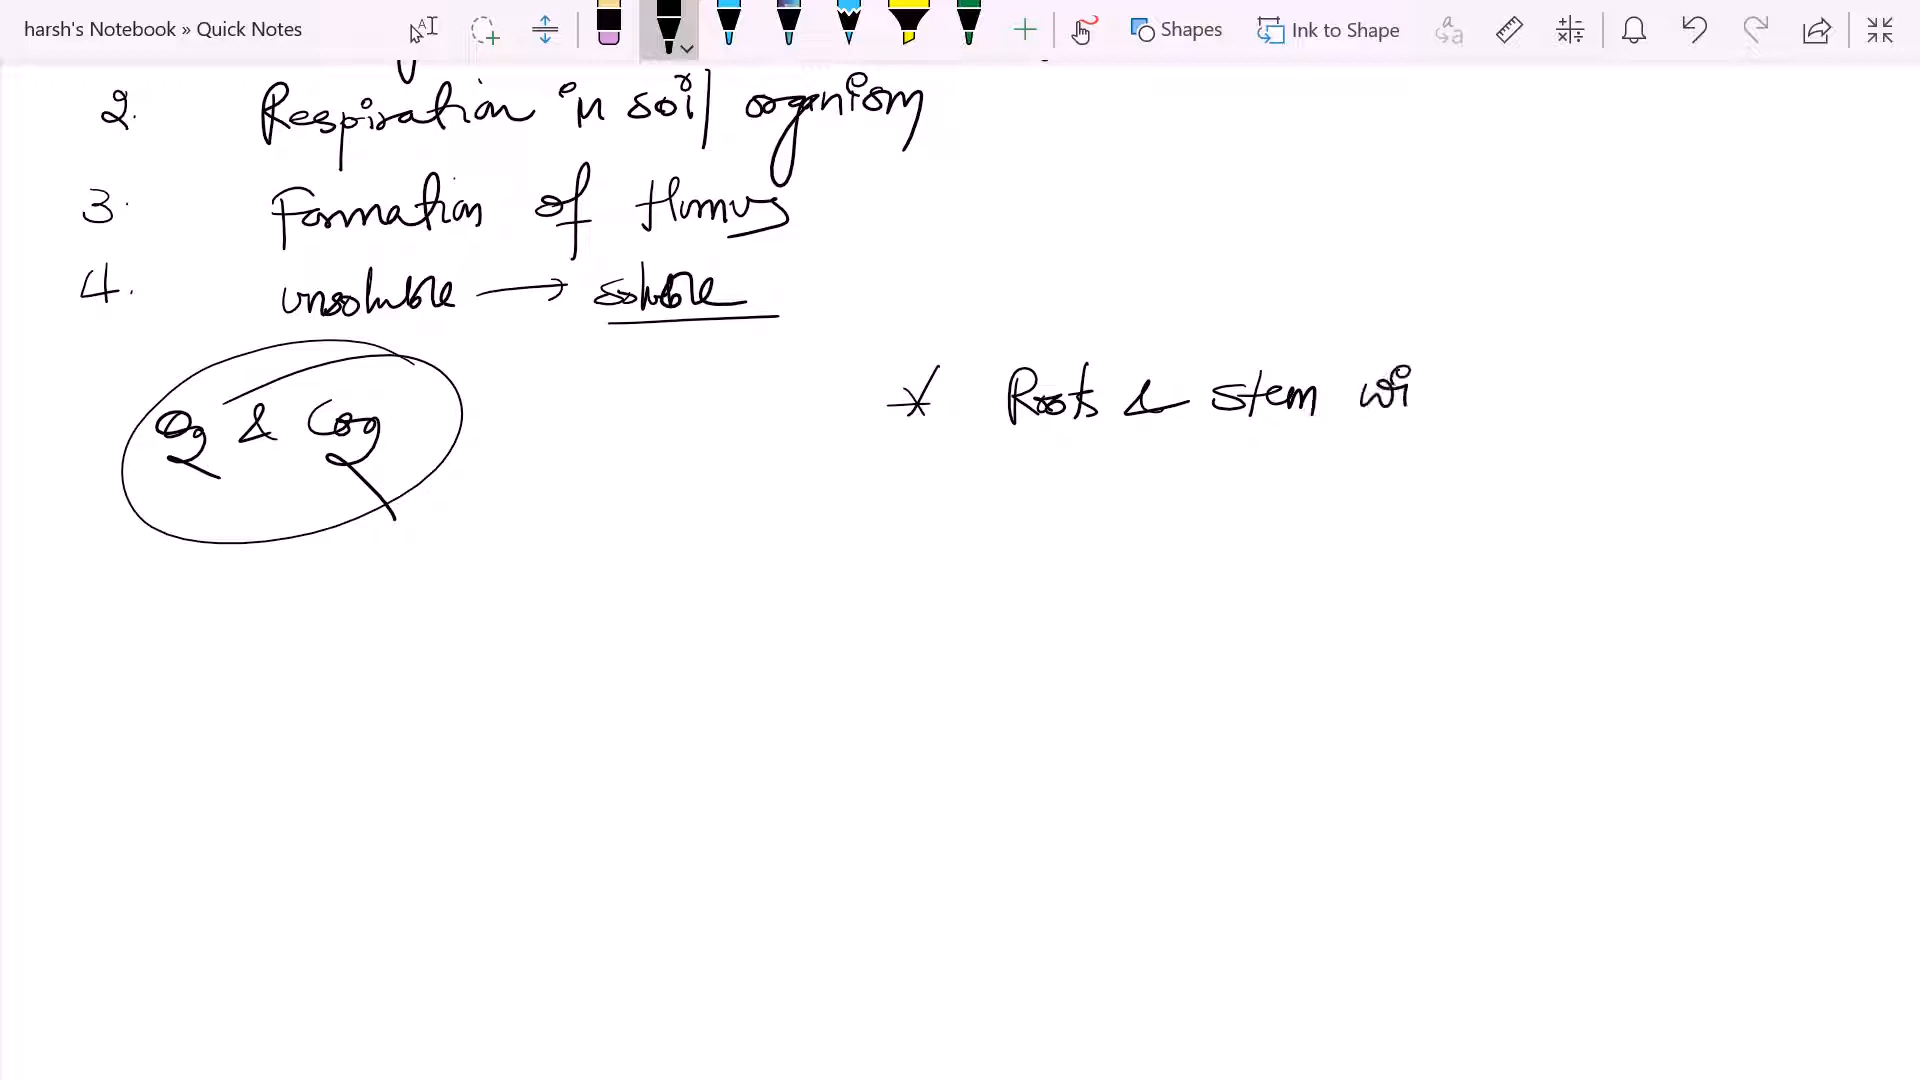 harsh's Notebook » Quick Notes
Shapes
Ink to Shape
2. Respiration in soil organism
3. Formation of Humus
4. unsoluble → soluble
O2 & CO2
* Roots & stem wi